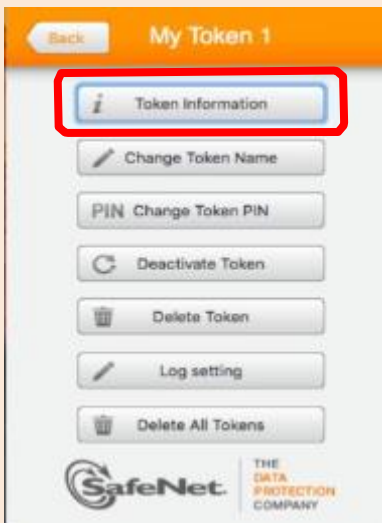 Back
My Token 1
i Token Information
Change Token Name
PIN Change Token PIN
Deactivate Token
Delete Token
Log setting
Delete All Tokens
SafeNet.
THE
DATA
PROTECTION
COMPANY